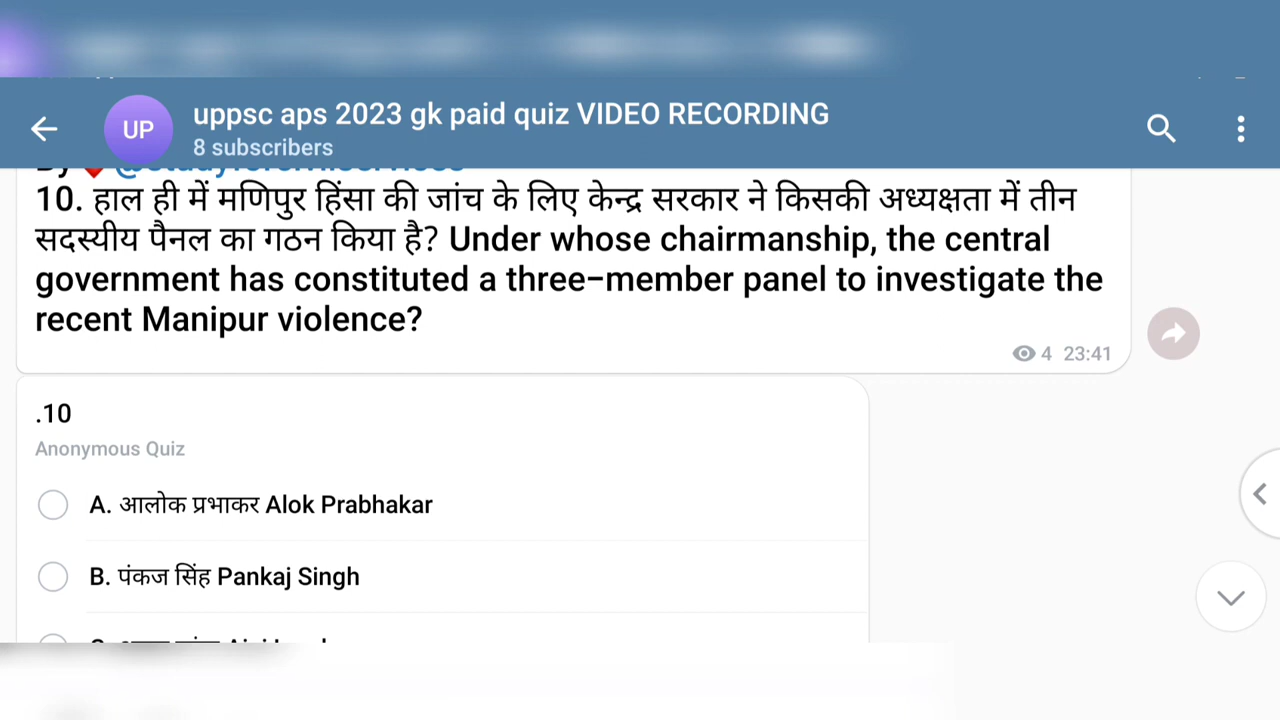 UP
uppsc aps 2023 gk paid quiz VIDEO RECORDING
8 subscribers
10. हाल ही में मणिपुर हिंसा की जांच के लिए केन्द्र सरकार ने किसकी अध्यक्षता में तीन
सदस्यीय पैनल का गठन किया है? Under whose chairmanship, the central
government has constituted a three-member panel to investigate the
recent Manipur violence?
4 23:41
.10
Anonymous Quiz
A. आलोक प्रभाकर Alok Prabhakar
B. पंकज सिंह Pankaj Singh